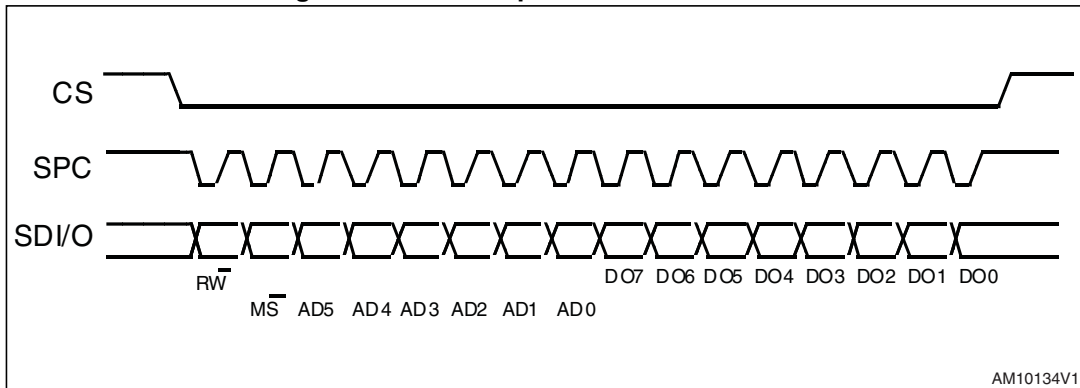 CS
SPC
SDI/O
RW DO7 DO6 DO5 DO4 DO3 DO2 DO1 DO0
MS AD5 AD4 AD3 AD2 AD1 AD0
AM10134V1